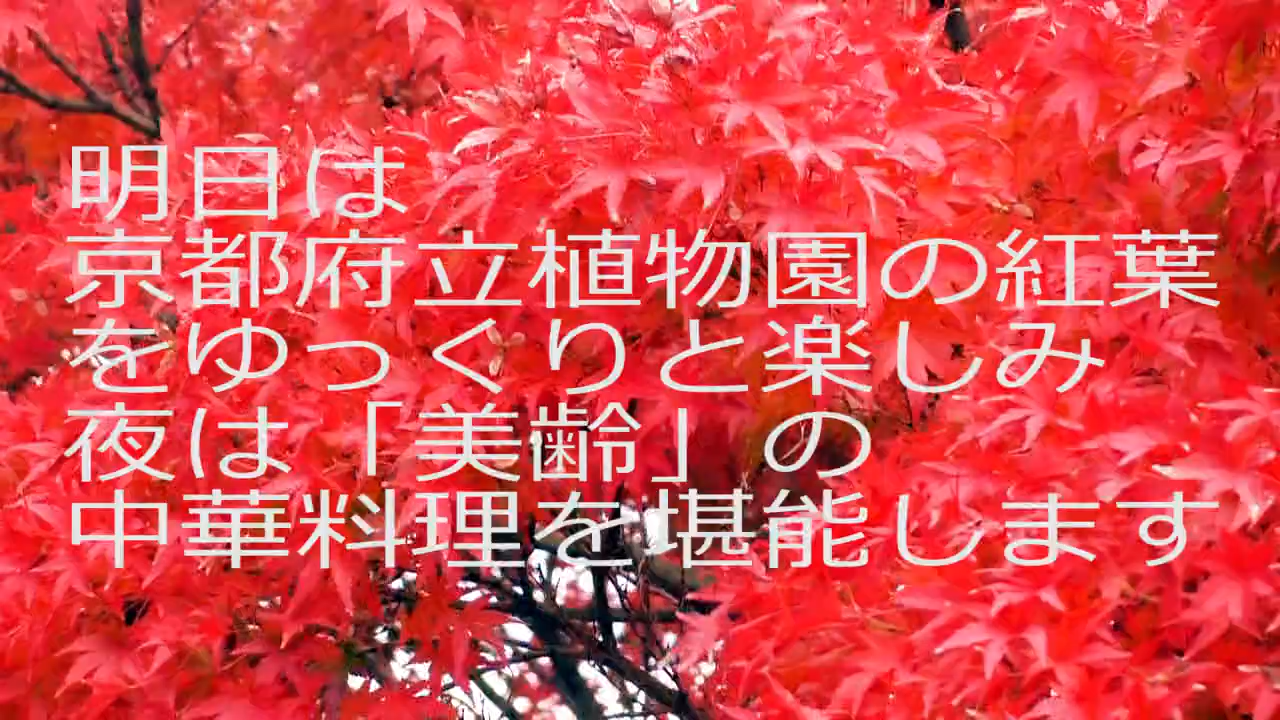 明日は
京都府立植物園の紅葉
をゆっくりと楽しみ
夜は「美齢」の
中華料理を堪能します